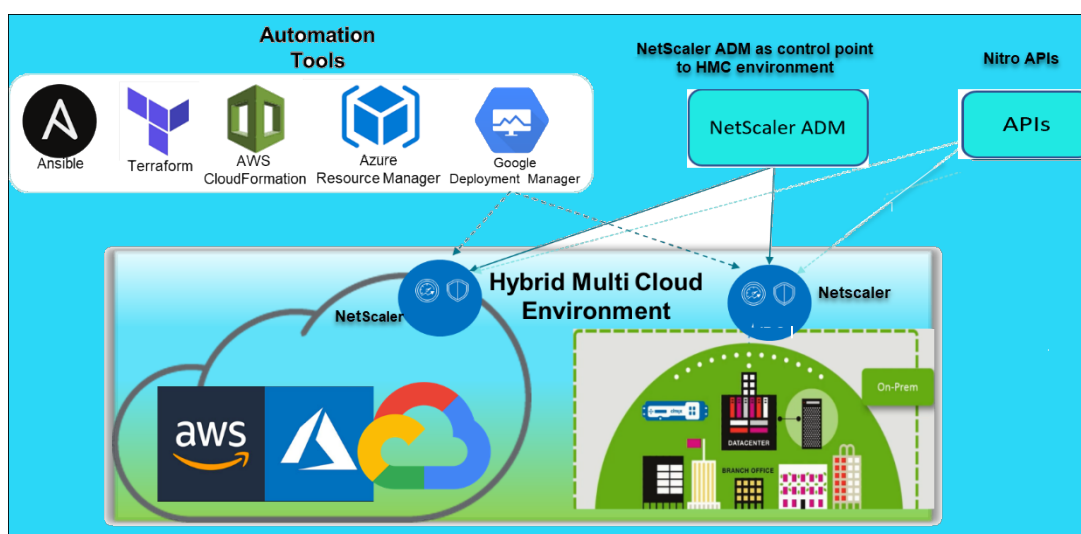 Automation
Tools
NetScaler ADM as control point
to HMC environment
Nitro APIs
Ansible
Terraform
AWS
CloudFormation
Azure
Resource Manager
Google
Deployment Manager
NetScaler ADM
APIs
Hybrid Multi Cloud
Environment
NetScaler
Netscaler
aws
On-Prem
citrix
DATACENTER
BRANCH OFFICE